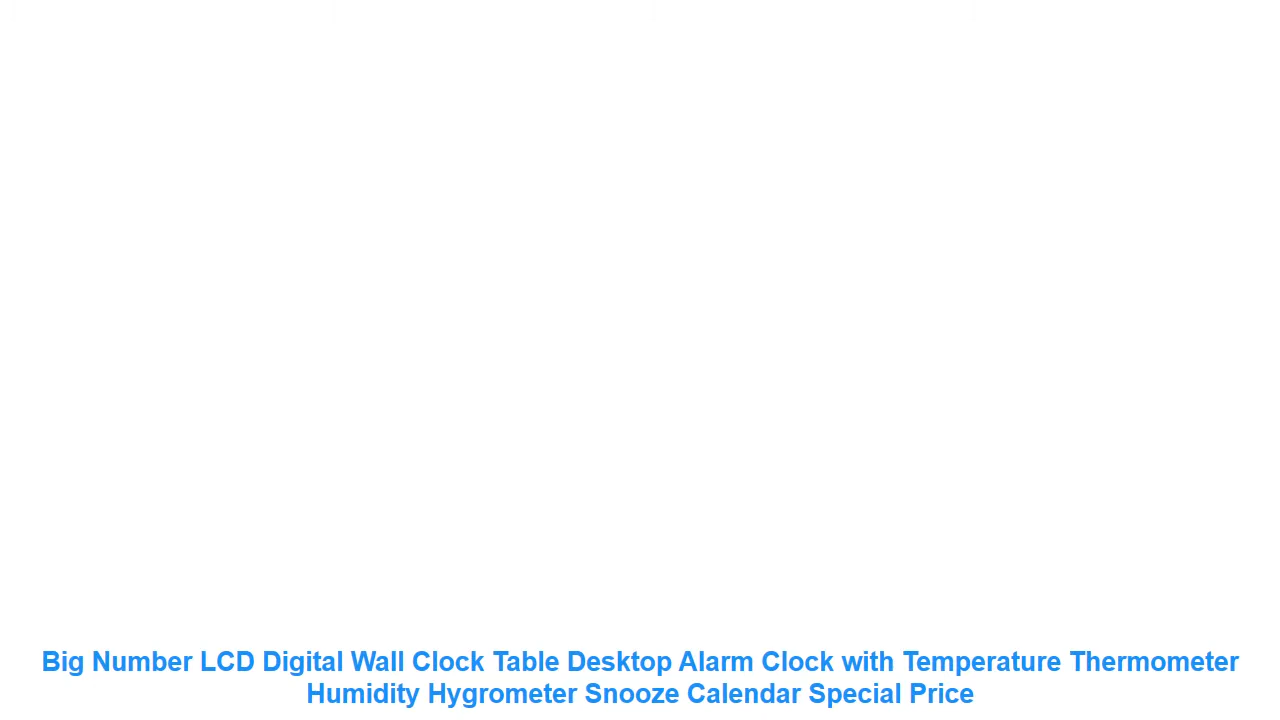 Big Number LCD Digital Wall Clock Table Desktop Alarm Clock with Temperature Thermometer
Humidity Hygrometer Snooze Calendar Special Price